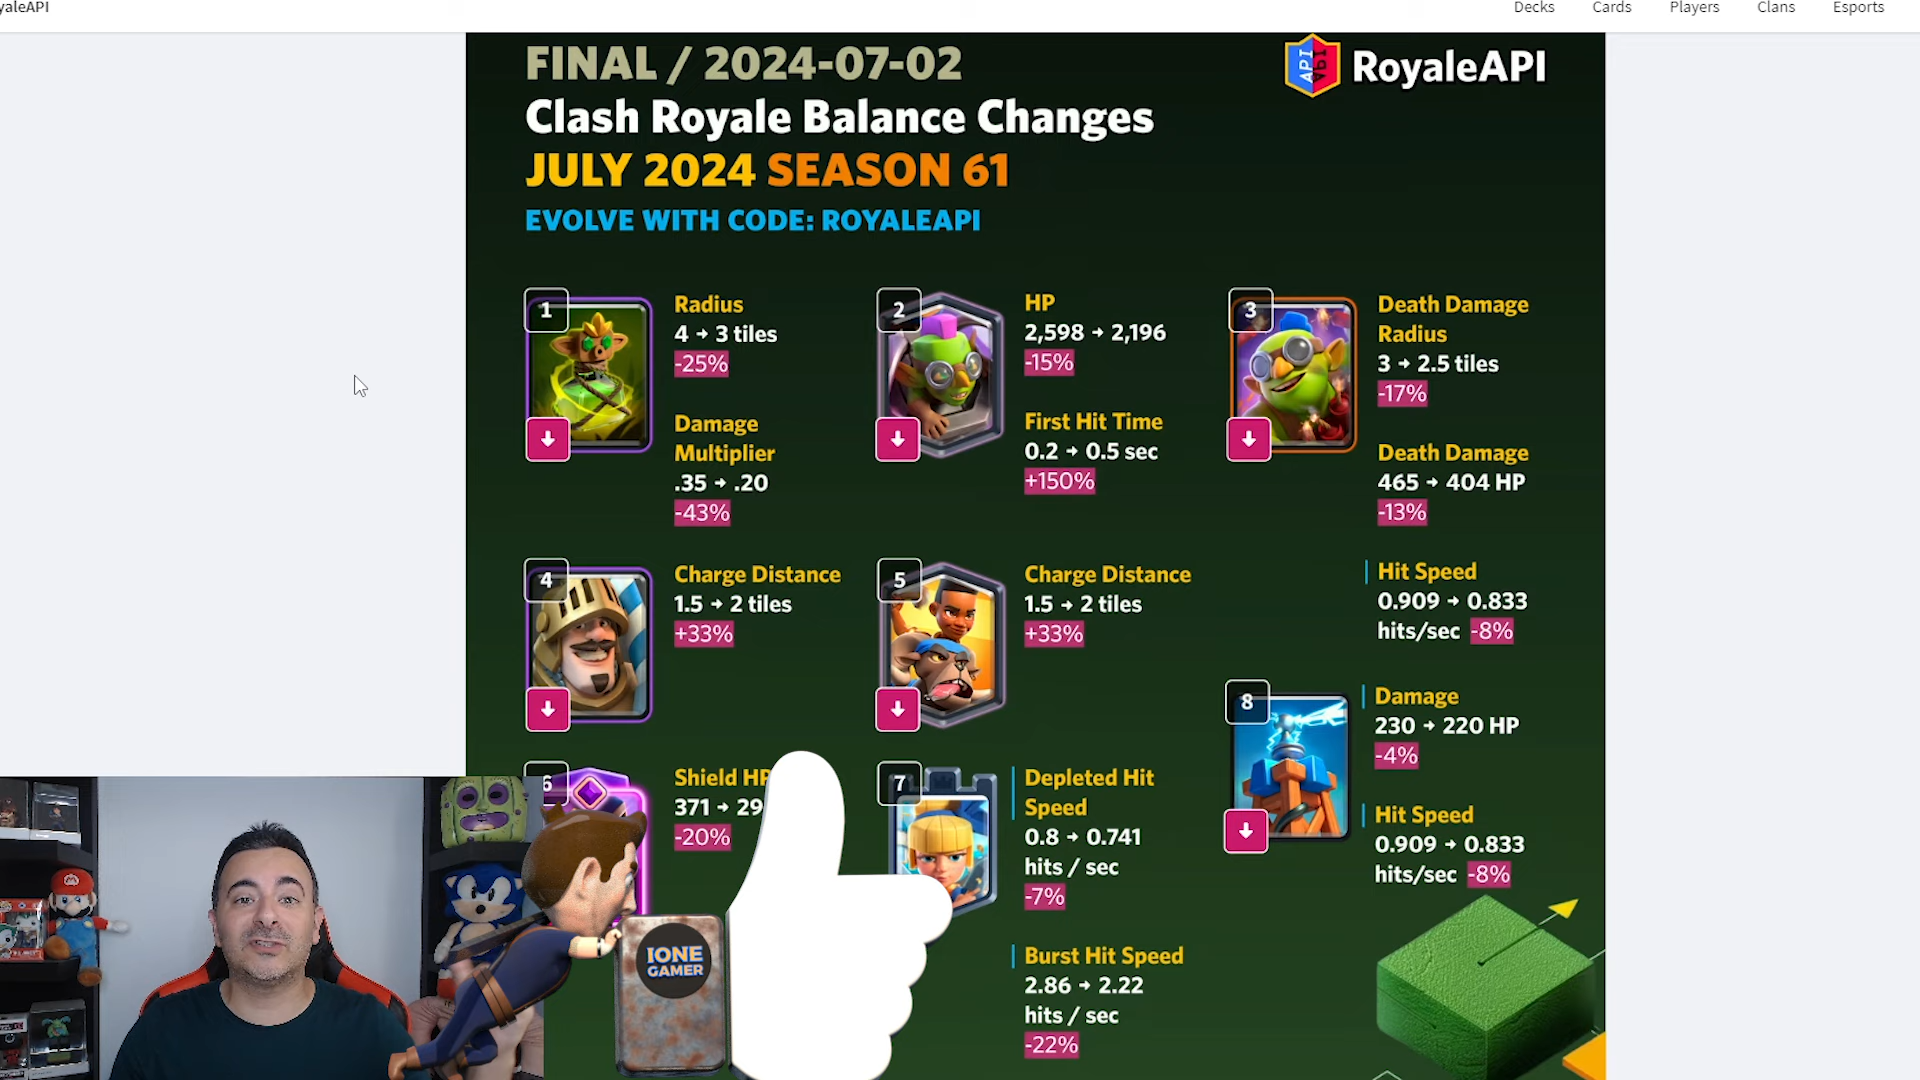 yaleAPI
Decks
Cards
Players
Clans
Esports
FINAL / 2024-07-02
RoyaleAPI
Clash Royale Balance Changes
JULY 2024 SEASON 61
EVOLVE WITH CODE: ROYALEAPI
1
Radius
4 → 3 tiles
-25%
Damage
Multiplier
.35 → .20
-43%
2
HP
2,598 → 2,196
-15%
First Hit Time
0.2 → 0.5 sec
+150%
3
Death Damage
Radius
3 → 2.5 tiles
-17%
Death Damage
465 → 404 HP
-13%
Hit Speed
0.909 → 0.833
hits/sec -8%
4
Charge Distance
1.5 → 2 tiles
+33%
5
Charge Distance
1.5 → 2 tiles
+33%
6
Shield HP
371 → 29
-20%
7
Depleted Hit
Speed
0.8 → 0.741
hits / sec
-7%
Burst Hit Speed
2.86 → 2.22
hits / sec
-22%
8
Damage
230 → 220 HP
-4%
Hit Speed
0.909 → 0.833
hits/sec -8%
IONE
GAMER